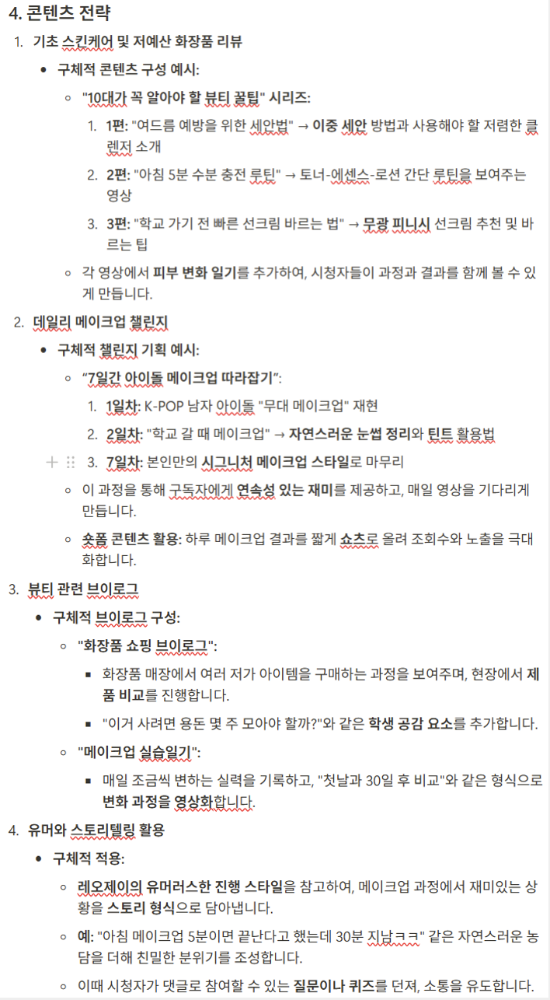 4. 콘텐츠 전략
1. 기초 스킨케어 및 저예산 화장품 리뷰
• 구체적 콘텐츠 구성 예시:
○ "10대가 꼭 알아야 할 뷰티 꿀팁" 시리즈:
1. 1편: "여드름 예방을 위한 세안법" → 이중 세안 방법과 사용해야 할 저렴한 클
렌저 소개
2. 2편: "아침 5분 수분 충전 루틴" → 토너-에센스-로션 간단 루틴을 보여주는
영상
3. 3편: "학교 가기 전 빠른 선크림 바르는 법" → 무광 피니시 선크림 추천 및 바
르는 팁
○ 각 영상에서 피부 변화 일기를 추가하여, 시청자들이 과정과 결과를 함께 볼 수 있
게 만듭니다.
2. 데일리 메이크업 챌린지
• 구체적 챌린지 기획 예시:
○ “7일간 아이돌 메이크업 따라잡기”:
1. 1일차: K-POP 남자 아이돌 "무대 메이크업" 재현
2. 2일차: "학교 갈 때 메이크업" → 자연스러운 눈썹 정리와 틴트 활용법
3. 7일차: 본인만의 시그니처 메이크업 스타일로 마무리
○ 이 과정을 통해 구독자에게 연속성 있는 재미를 제공하고, 매일 영상을 기다리게
만듭니다.
○ 숏폼 콘텐츠 활용: 하루 메이크업 결과를 짧게 쇼츠로 올려 조회수와 노출을 극대
화합니다.
3. 뷰티 관련 브이로그
• 구체적 브이로그 구성:
○ "화장품 쇼핑 브이로그":
■ 화장품 매장에서 여러 저가 아이템을 구매하는 과정을 보여주며, 현장에서 제
품 비교를 진행합니다.
■ "이거 사려면 용돈 몇 주 모아야 할까?"와 같은 학생 공감 요소를 추가합니다.
○ "메이크업 실습일기":
■ 매일 조금씩 변하는 실력을 기록하고, "첫날과 30일 후 비교"와 같은 형식으로
변화 과정을 영상화합니다.
4. 유머와 스토리텔링 활용
• 구체적 적용:
○ 레오제이의 유머러스한 진행 스타일을 참고하여, 메이크업 과정에서 재미있는 상
황을 스토리 형식으로 담아냅니다.
○ 예: "아침 메이크업 5분이면 끝난다고 했는데 30분 지남ㅋㅋ" 같은 자연스러운 농
담을 더해 친밀한 분위기를 조성합니다.
○ 이때 시청자가 댓글로 참여할 수 있는 질문이나 퀴즈를 던져, 소통을 유도합니다.